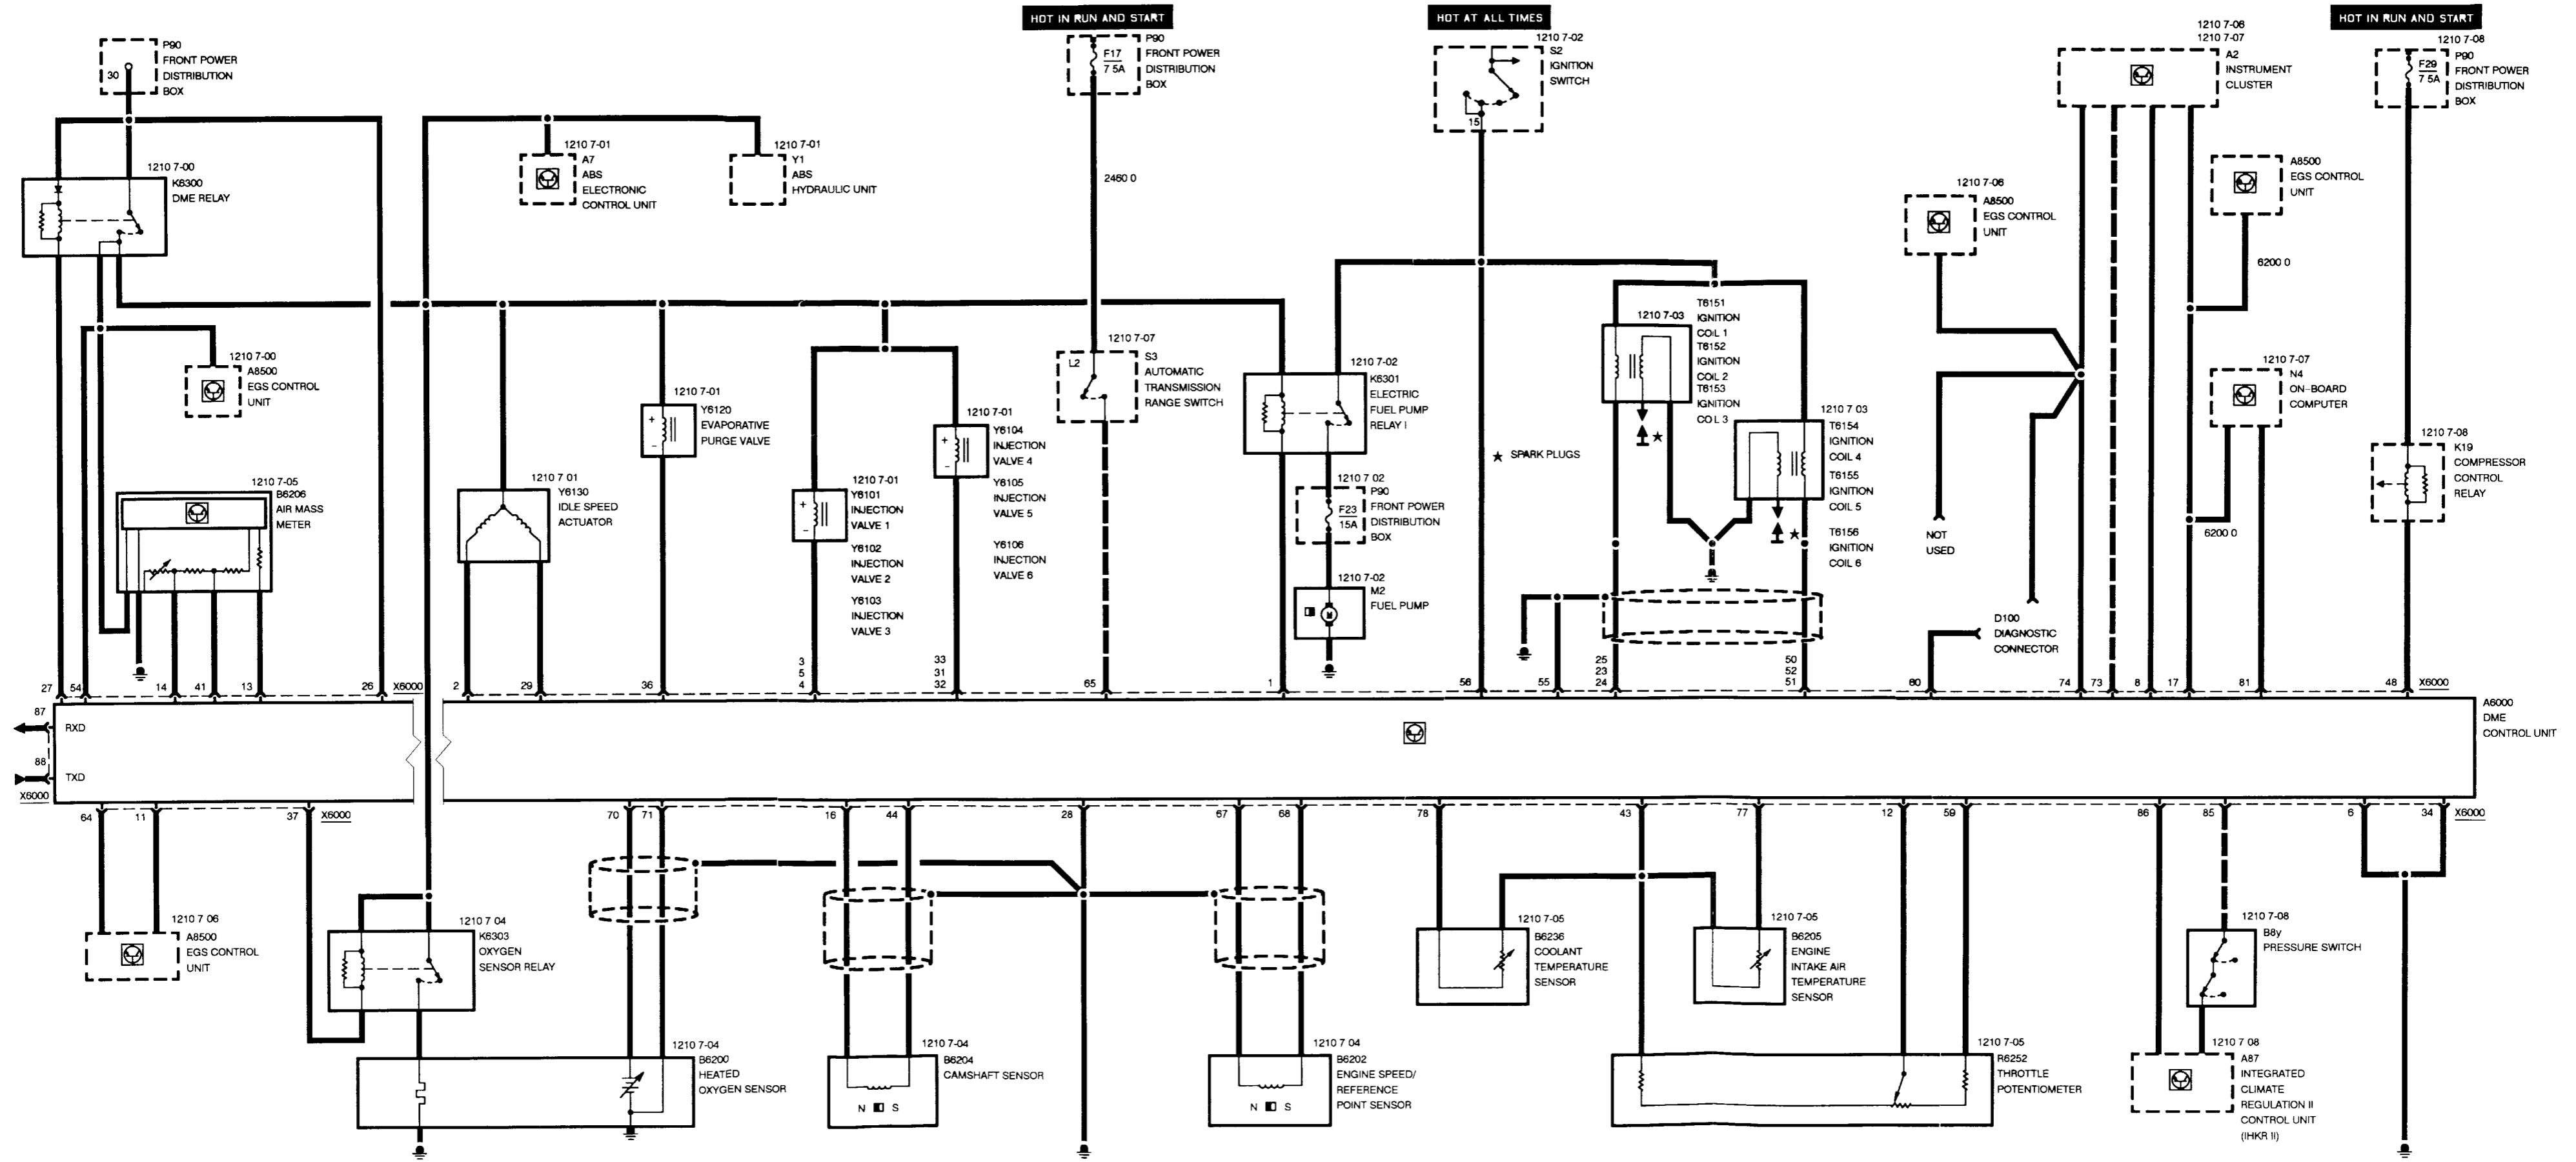 HOT IN RUN AND START
HOT AT ALL TIMES
HOT IN RUN AND START
30
P90
FRONT POWER
DISTRIBUTION
BOX
F17
7 5A
P90
FRONT POWER
DISTRIBUTION
BOX
1210 7-02
S2
IGNITION
SWITCH
15
1210 7-06
1210 7-07
A2
INSTRUMENT
CLUSTER
1210 7-08
F29
7 5A
P90
FRONT POWER
DISTRIBUTION
BOX
1210 7-00
K6300
DME RELAY
1210 7-01
A7
ABS
ELECTRONIC
CONTROL UNIT
1210 7-01
Y1
ABS
HYDRAULIC UNIT
2460 0
1210 7-06
A8500
EGS CONTROL
UNIT
A8500
EGS CONTROL
UNIT
6200 0
1210 7-00
A8500
EGS CONTROL
UNIT
1210 7-01
Y6120
EVAPORATIVE
PURGE VALVE
1210 7-07
L2
S3
AUTOMATIC
TRANSMISSION
RANGE SWITCH
1210 7-02
K6301
ELECTRIC
FUEL PUMP
RELAY I
1210 7-03
T6151
IGNITION
COIL 1
T6152
IGNITION
COIL 2
T6153
IGNITION
COIL 3
1210 7 03
T6154
IGNITION
COIL 4
T6155
IGNITION
COIL 5
T6156
IGNITION
COIL 6
★ SPARK PLUGS
★
★
1210 7-07
N4
ON-BOARD
COMPUTER
6200 0
1210 7-08
K19
COMPRESSOR
CONTROL
RELAY
1210 7-05
B6206
AIR MASS
METER
1210 7 01
Y6130
IDLE SPEED
ACTUATOR
1210 7-01
Y6101
INJECTION
VALVE 1
Y6102
INJECTION
VALVE 2
Y6103
INJECTION
VALVE 3
1210 7-01
Y6104
INJECTION
VALVE 4
Y6105
INJECTION
VALVE 5
Y6106
INJECTION
VALVE 6
1210 7 02
F23
15A
P90
FRONT POWER
DISTRIBUTION
BOX
1210 7-02
M2
FUEL PUMP
M
NOT
USED
D100
DIAGNOSTIC
CONNECTOR
27 54 14 41 13 26 X6000 2 29 36
3
5
4
33
31
32
65 1 56 55
25
23
24
50
52
51
60 74 73 8 17 81 48 X6000
87
RXD
88
TXD
X6000
A6000
DME
CONTROL UNIT
64 11 37 X6000 70 71 16 44 28 67 68 78 43 77 12 59 86 85 6 34 X6000
1210 7 06
A8500
EGS CONTROL
UNIT
1210 7 04
K6303
OXYGEN
SENSOR RELAY
1210 7-04
B6200
HEATED
OXYGEN SENSOR
1210 7-04
B6204
CAMSHAFT SENSOR
N S
1210 7 04
B6202
ENGINE SPEED/
REFERENCE
POINT SENSOR
N S
1210 7-05
B6236
COOLANT
TEMPERATURE
SENSOR
1210 7-05
B6205
ENGINE
INTAKE AIR
TEMPERATURE
SENSOR
1210 7-05
R6252
THROTTLE
POTENTIOMETER
1210 7-08
B8y
PRESSURE SWITCH
1210 7 08
A87
INTEGRATED
CLIMATE
REGULATION II
CONTROL UNIT
(IHKR II)